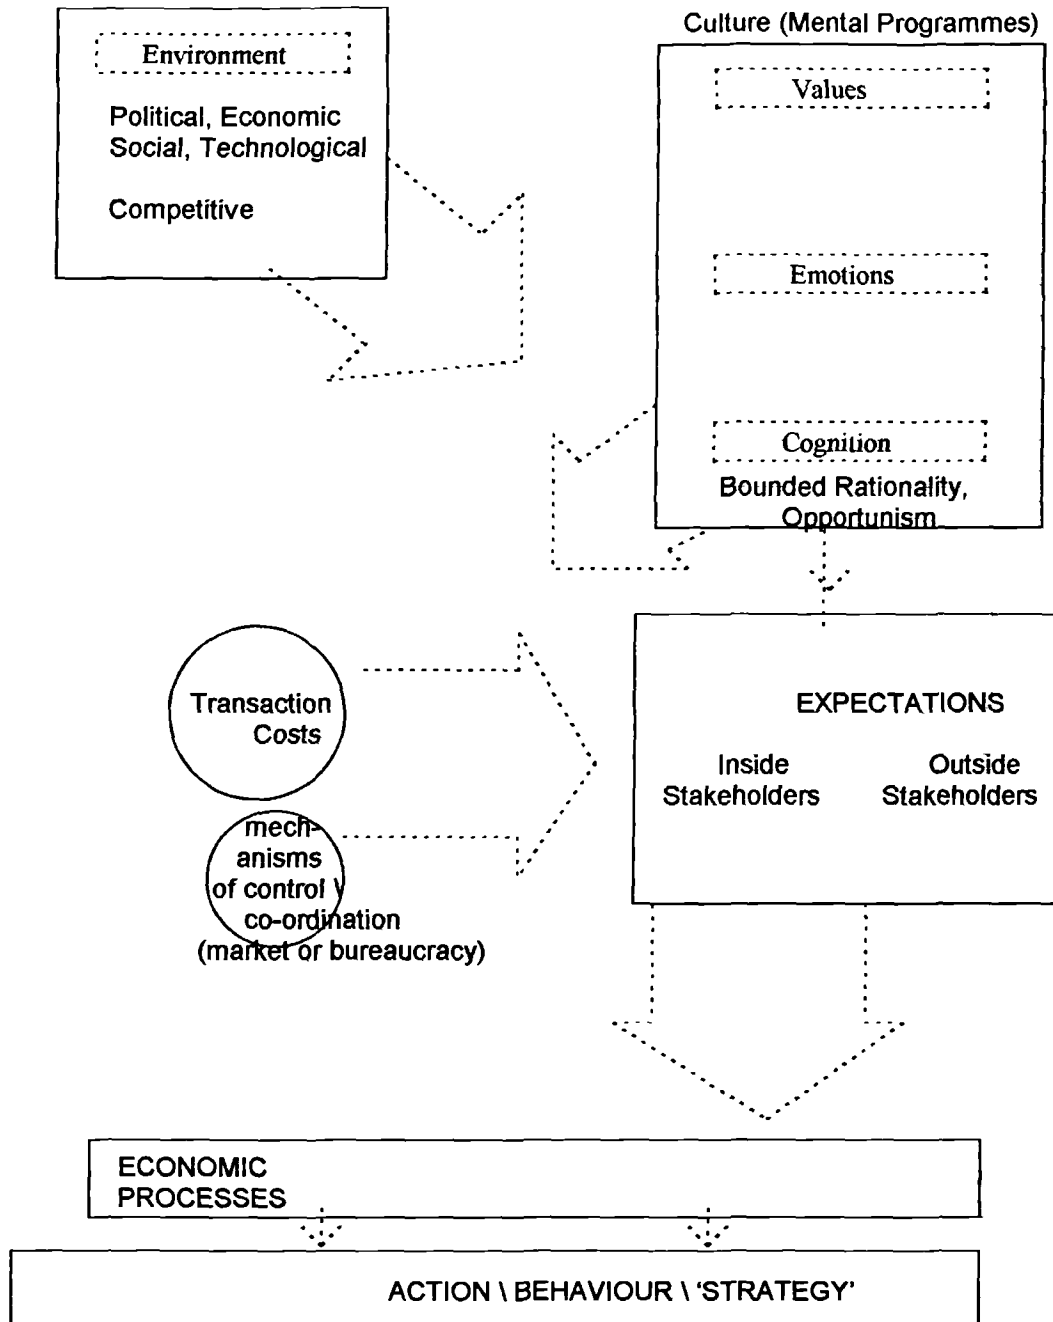 Environment
Political, Economic
Social, Technological
Competitive
Culture (Mental Programmes)
Values
Emotions
Cognition
Bounded Rationality,
Opportunism
Transaction
Costs
mech-
anisms
of control \
co-ordination
(market or bureaucracy)
EXPECTATIONS
Inside
Stakeholders
Outside
Stakeholders
ECONOMIC
PROCESSES
ACTION \ BEHAVIOUR \ ‘STRATEGY’